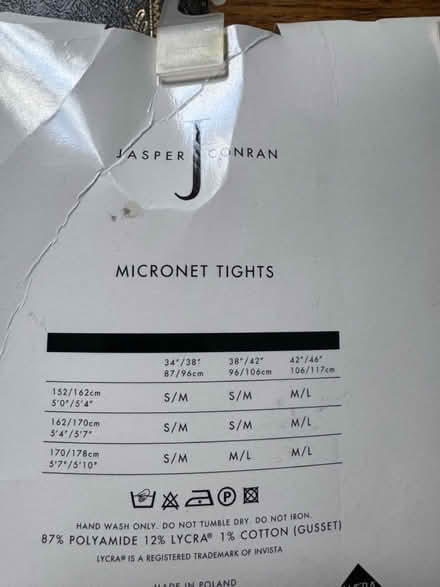 JASPER CONRAN
J
MICRONET TIGHTS
34"/38" 38"/42" 42"/46"
87/96cm 96/106cm 106/117cm
152/162cm
5'0"/5'4" S/M S/M M/L
162/170cm
5'4"/5'7" S/M S/M M/L
170/178cm
5'7"/5'10" S/M M/L M/L
P
HAND WASH ONLY. DO NOT TUMBLE DRY. DO NOT IRON.
87% POLYAMIDE 12% LYCRA® 1% COTTON (GUSSET)
LYCRA® IS A REGISTERED TRADEMARK OF INVISTA
MADE IN POLAND
LYCRA